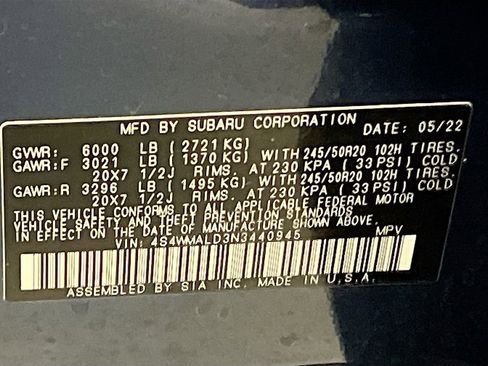 MFD BY SUBARU CORPORATION DATE: 05/22
GVWR: 6000 LB (2721 KG)
GAWR:F 3021 LB (1370 KG) WITH 245/50R20 102H TIRES.
20X7 1/2J RIMS. AT 230 KPA (33 PSI) COLD.
GAWR:R 3296 LB (1495 KG) WITH 245/50R20 102H TIRES.
20X7 1/2J RIMS. AT 230 KPA (33 PSI) COLD.
THIS VEHICLE CONFORMS TO ALL APPLICABLE FEDERAL MOTOR
VEHICLE SAFETY AND THEFT PREVENTION STANDARDS
IN EFFECT ON THE DATE OF MANUFACTURE SHOWN ABOVE.
VIN: 4S4WMALD3N3440945 MPV
ASSEMBLED BY SIA INC. MADE IN U.S.A.